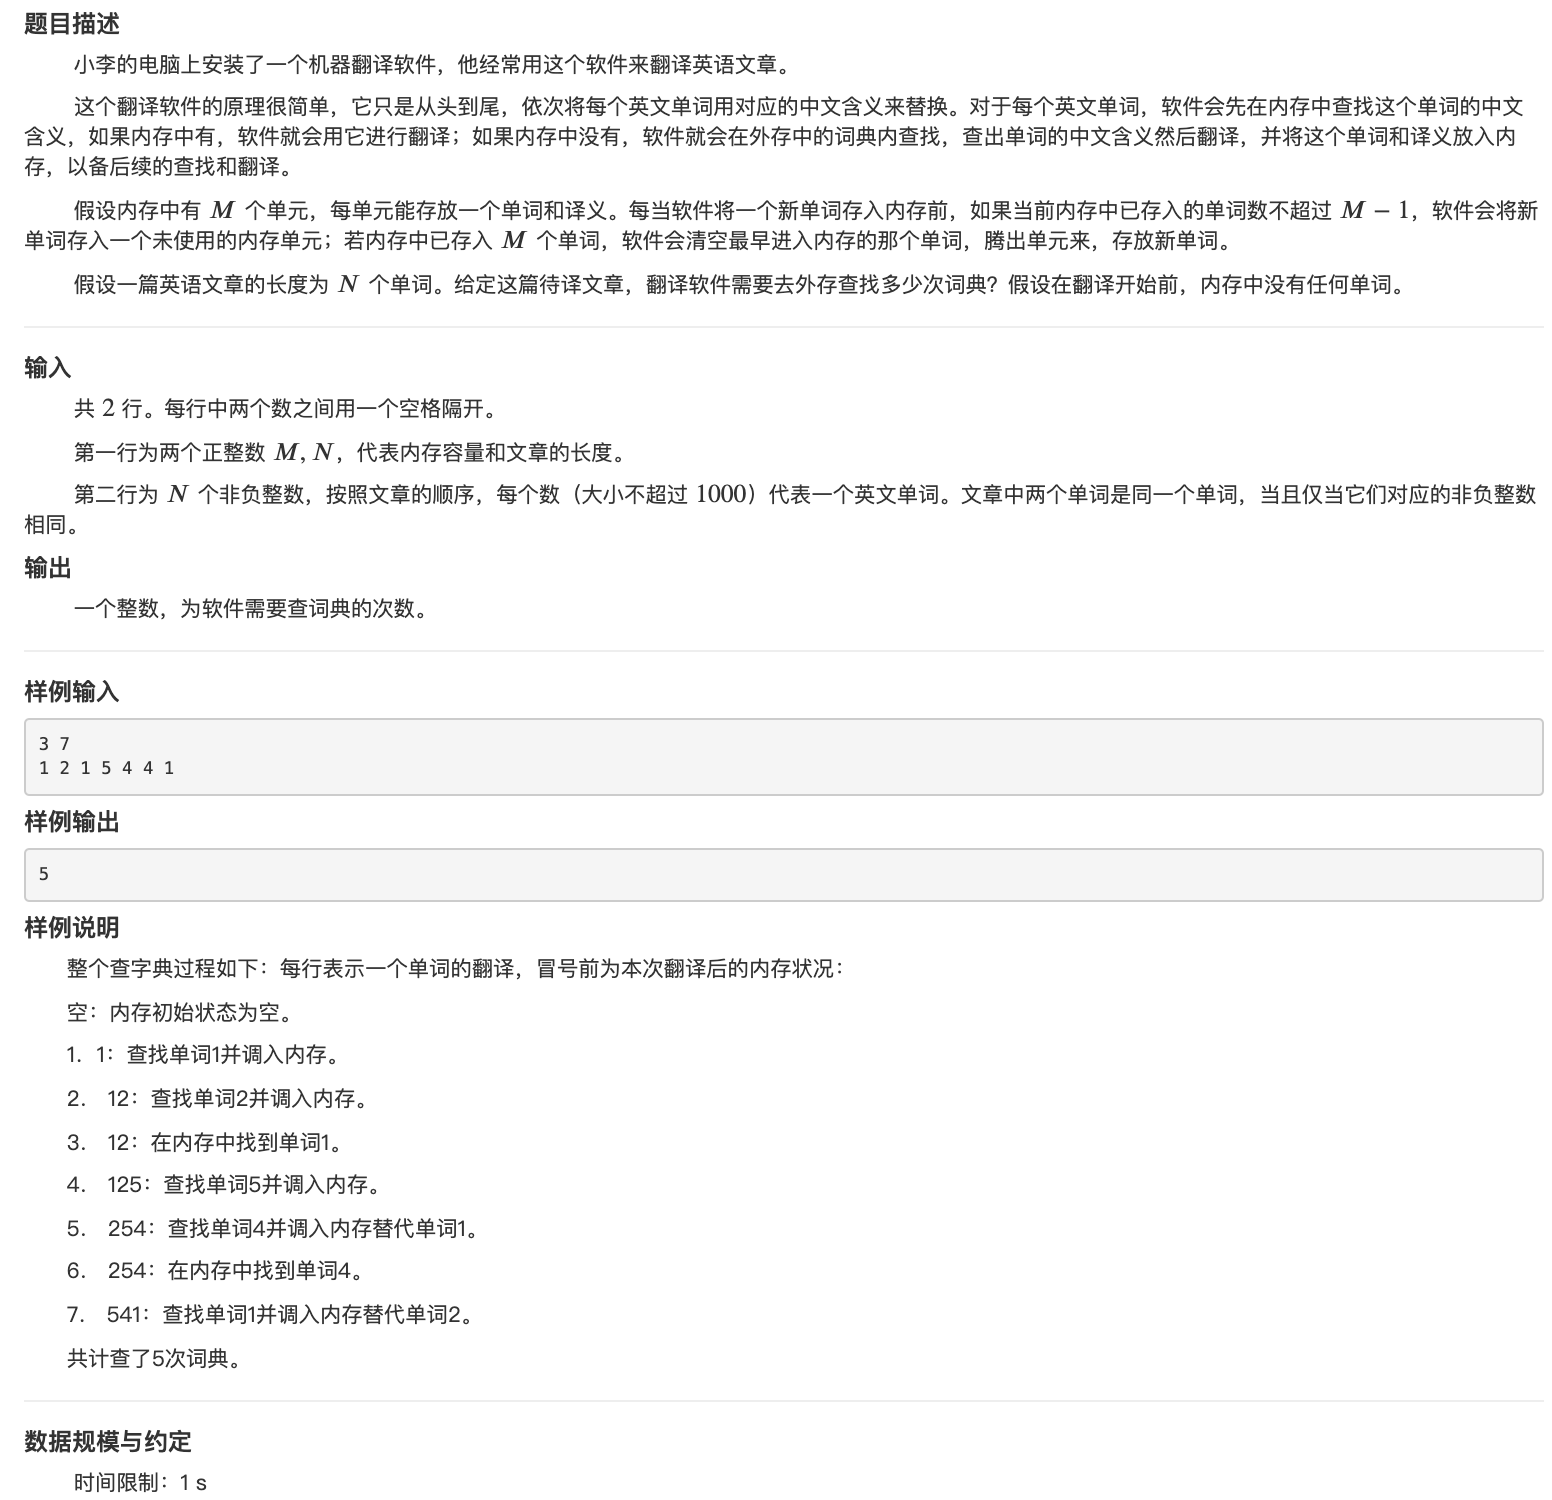 题目描述
小李的电脑上安装了一个机器翻译软件，他经常用这个软件来翻译英语文章。
这个翻译软件的原理很简单，它只是从头到尾，依次将每个英文单词用对应的中文含义来替换。对于每个英文单词，软件会先在内存中查找这个单词的中文
含义，如果内存中有，软件就会用它进行翻译；如果内存中没有，软件就会在外存中的词典内查找，查出单词的中文含义然后翻译，并将这个单词和译义放入内
存，以备后续的查找和翻译。
假设内存中有 M 个单元，每单元能存放一个单词和译义。每当软件将一个新单词存入内存前，如果当前内存中已存入的单词数不超过 M − 1，软件会将新
单词存入一个未使用的内存单元；若内存中已存入 M 个单词，软件会清空最早进入内存的那个单词，腾出单元来，存放新单词。
假设一篇英语文章的长度为 N 个单词。给定这篇待译文章，翻译软件需要去外存查找多少次词典？假设在翻译开始前，内存中没有任何单词。
输入
共 2 行。每行中两个数之间用一个空格隔开。
第一行为两个正整数 M, N，代表内存容量和文章的长度。
第二行为 N 个非负整数，按照文章的顺序，每个数（大小不超过 1000）代表一个英文单词。文章中两个单词是同一个单词，当且仅当它们对应的非负整数
相同。
输出
一个整数，为软件需要查词典的次数。
样例输入
3 7
1 2 1 5 4 4 1
样例输出
5
样例说明
整个查字典过程如下：每行表示一个单词的翻译，冒号前为本次翻译后的内存状况：
空：内存初始状态为空。
1. 1：查找单词1并调入内存。
2. 12：查找单词2并调入内存。
3. 12：在内存中找到单词1。
4. 125：查找单词5并调入内存。
5. 254：查找单词4并调入内存替代单词1。
6. 254：在内存中找到单词4。
7. 541：查找单词1并调入内存替代单词2。
共计查了5次词典。
数据规模与约定
时间限制：1 s